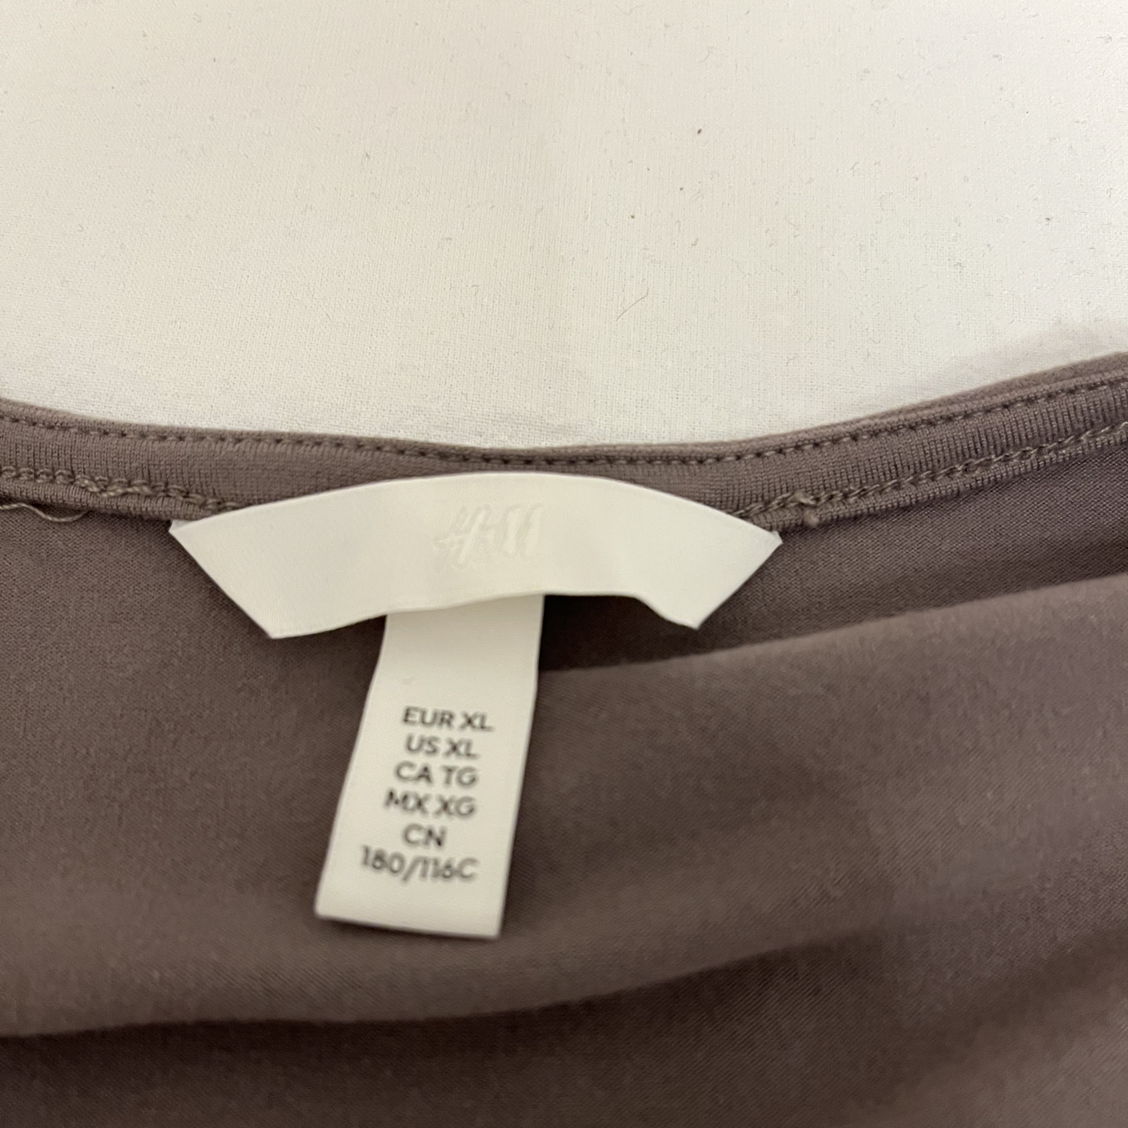 H&M
EUR XL
US XL
CA TG
MX XG
CN
180/116C